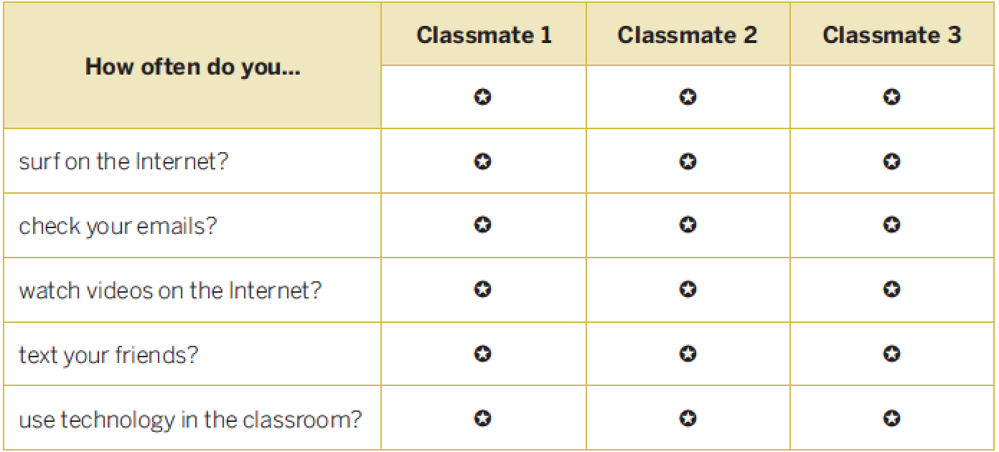 How often do you...
Classmate 1 Classmate 2 Classmate 3
✪ ✪ ✪
surf on the Internet? ✪ ✪ ✪
check your emails? ✪ ✪ ✪
watch videos on the Internet? ✪ ✪ ✪
text your friends? ✪ ✪ ✪
use technology in the classroom? ✪ ✪ ✪